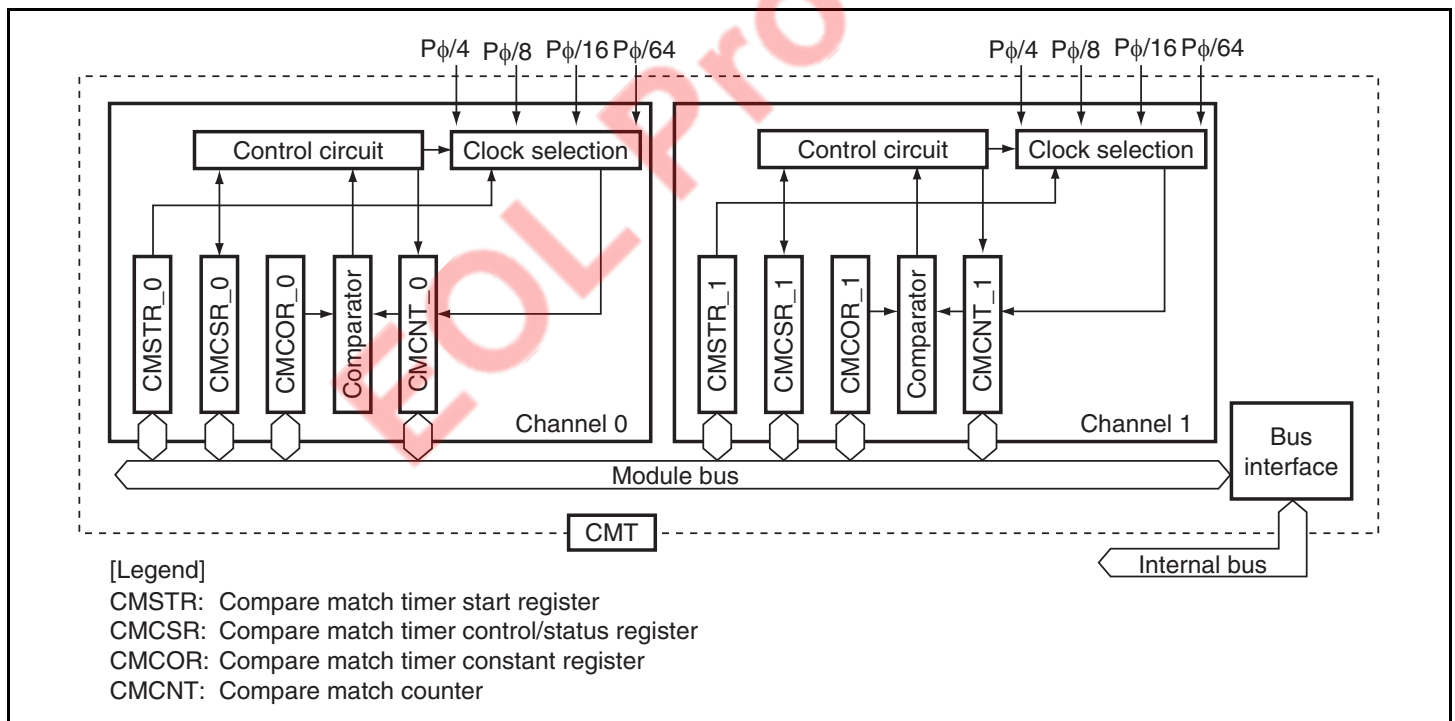 Pϕ/4 Pϕ/8 Pϕ/16 Pϕ/64 Pϕ/4 Pϕ/8 Pϕ/16 Pϕ/64
Control circuit Clock selection Control circuit Clock selection
CMSTR_0 CMCSR_0 CMCOR_0 Comparator CMCNT_0 CMSTR_1 CMCSR_1 CMCOR_1 Comparator CMCNT_1
Channel 0 Channel 1
Bus
interface
Module bus
CMT
Internal bus
[Legend]
CMSTR: Compare match timer start register
CMCSR: Compare match timer control/status register
CMCOR: Compare match timer constant register
CMCNT: Compare match counter
EOL Pro